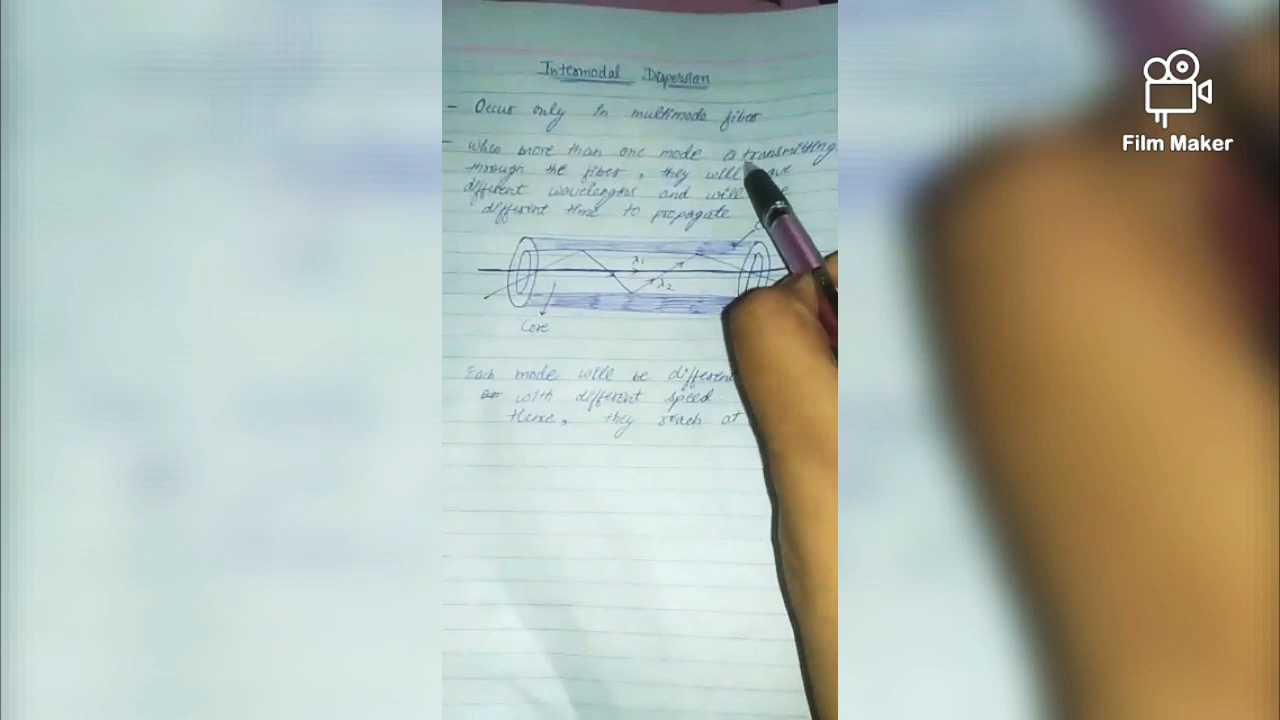 Intermodal Dispersion
- Occur only in multimode fiber
- When more than one mode is transmitting
through the fiber, they will have
different wavelengths and will
different time to propagate
λ1
λ2
Core
Each mode will be different
with different speed
Hence, they reach at
Film Maker